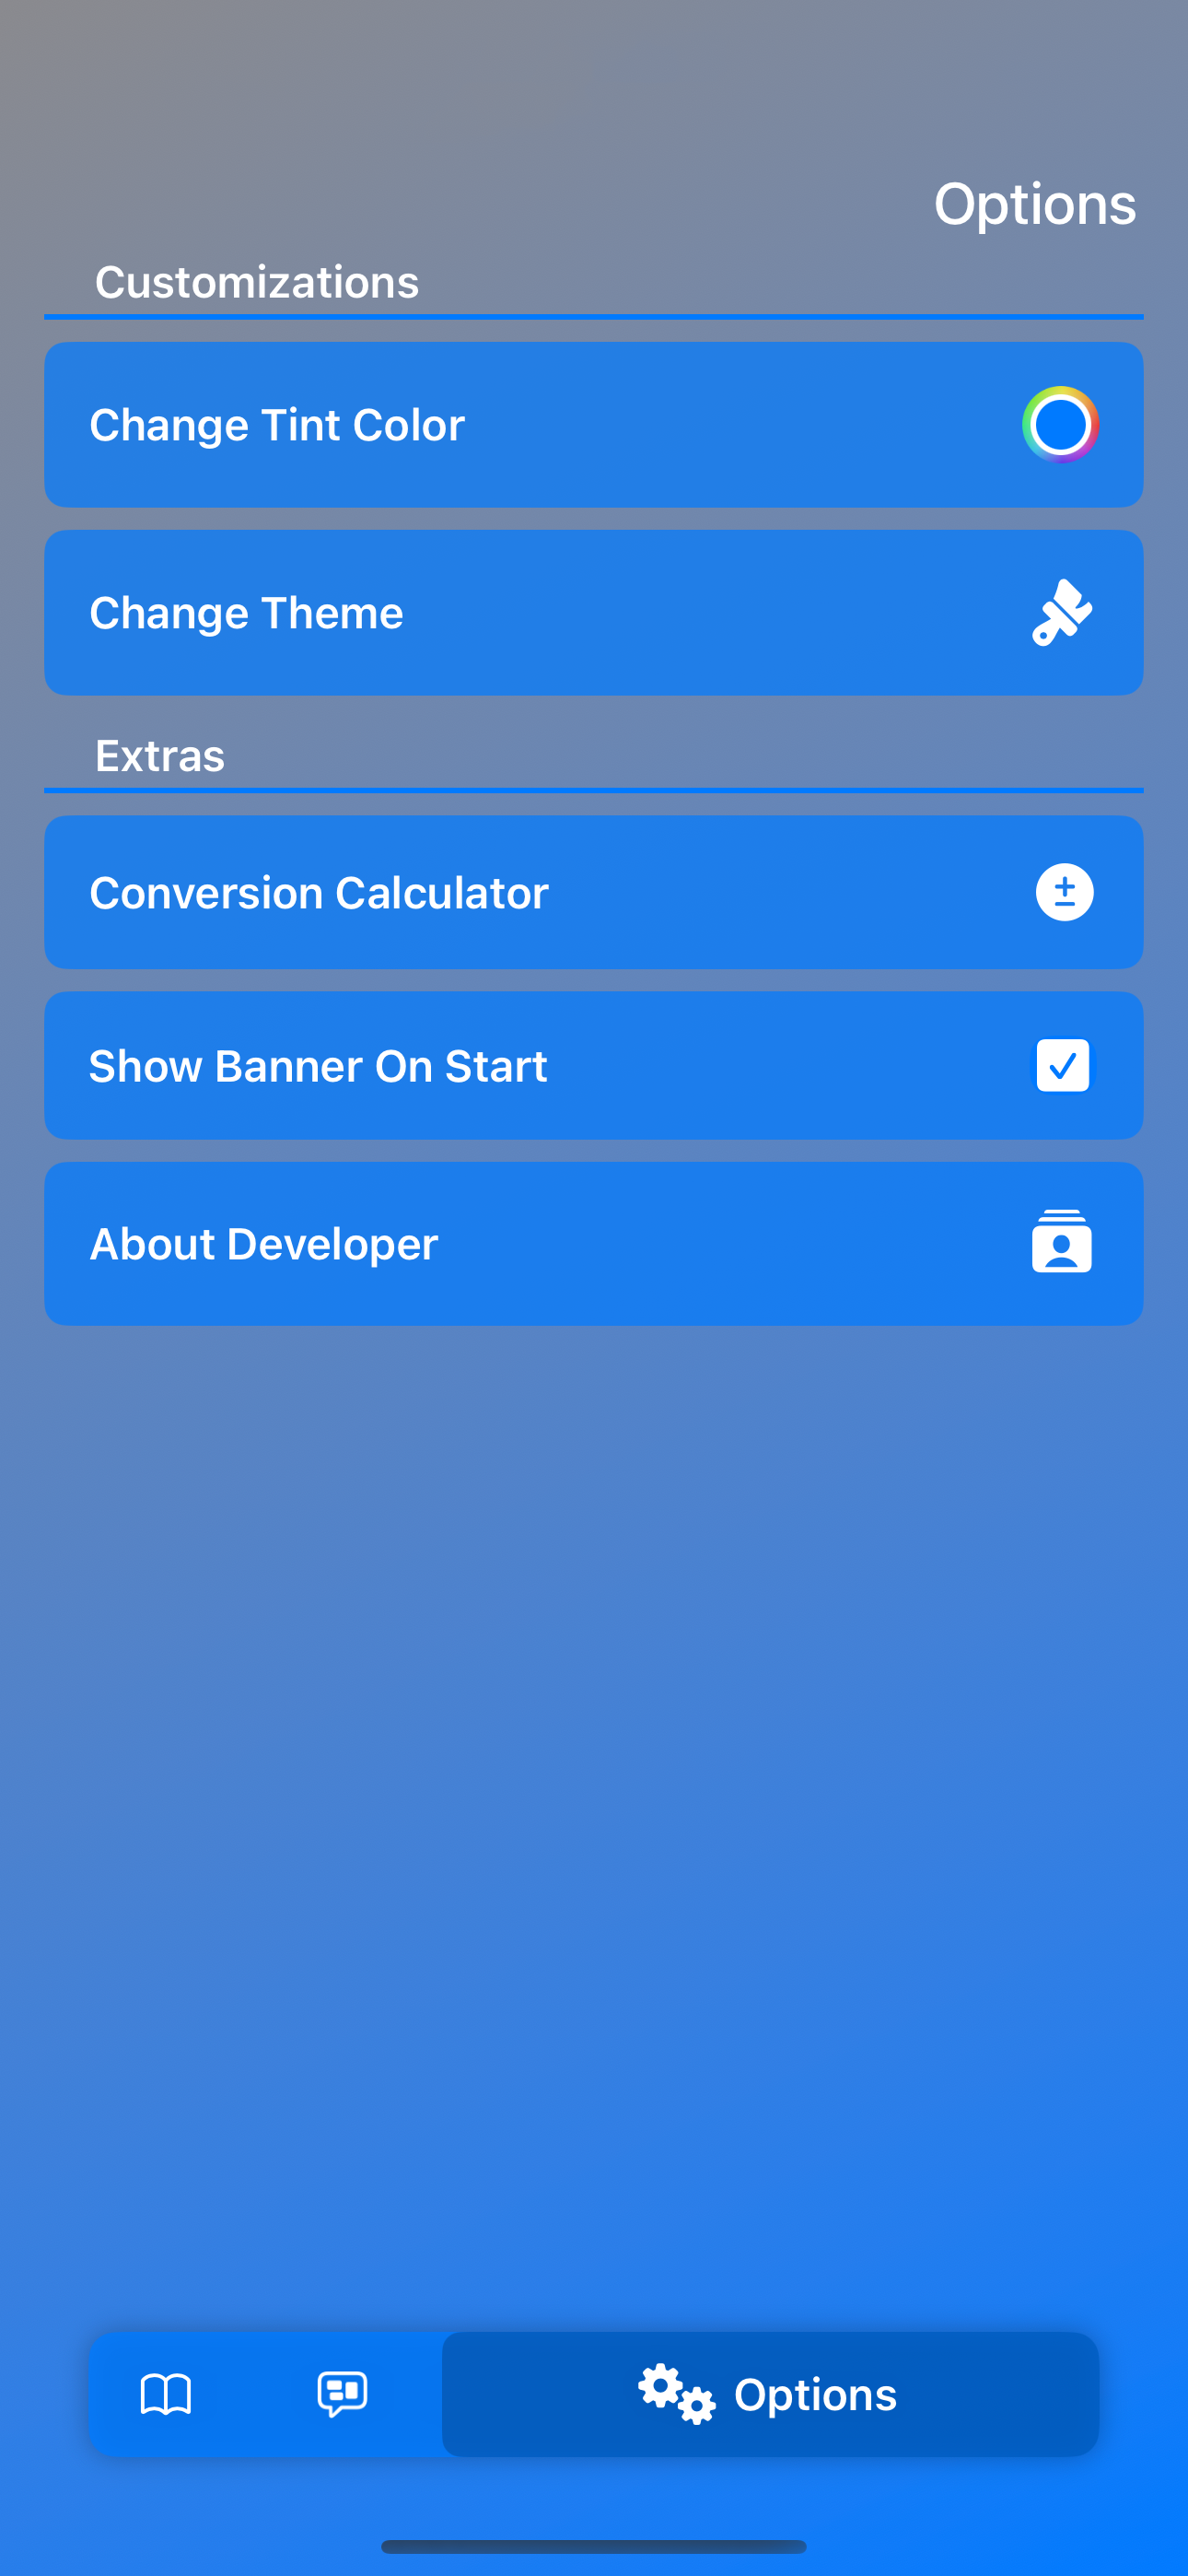 Options
Customizations
Change Tint Color
Change Theme
Extras
Conversion Calculator
Show Banner On Start
About Developer
Options